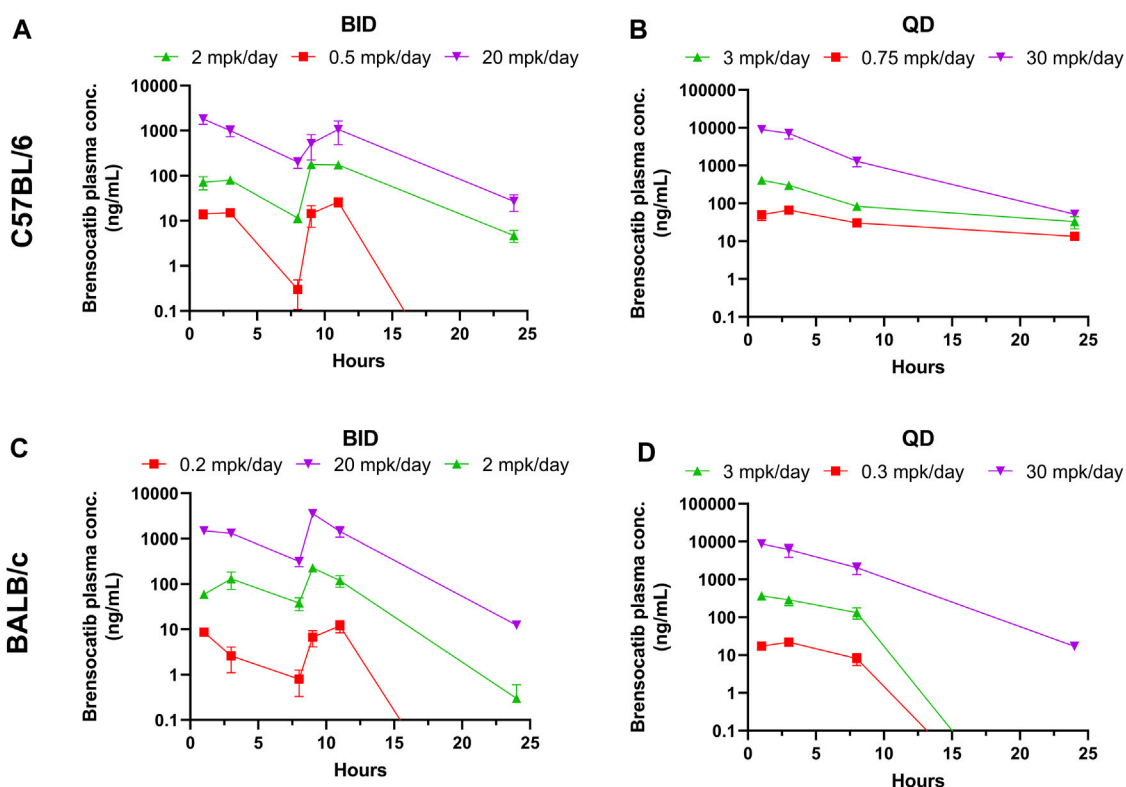 A
BID
2 mpk/day 0.5 mpk/day 20 mpk/day
C57BL/6
Brensocatib plasma conc.
(ng/mL)
10000
1000
100
10
1
0.1
0 5 10 15 20 25
Hours
B
QD
3 mpk/day 0.75 mpk/day 30 mpk/day
Brensocatib plasma conc.
(ng/mL)
100000
10000
1000
100
10
1
0.1
0 5 10 15 20 25
Hours
C
BID
0.2 mpk/day 20 mpk/day 2 mpk/day
BALB/c
Brensocatib plasma conc.
(ng/mL)
10000
1000
100
10
1
0.1
0 5 10 15 20 25
Hours
D
QD
3 mpk/day 0.3 mpk/day 30 mpk/day
Brensocatib plasma conc.
(ng/mL)
100000
10000
1000
100
10
1
0.1
0 5 10 15 20 25
Hours